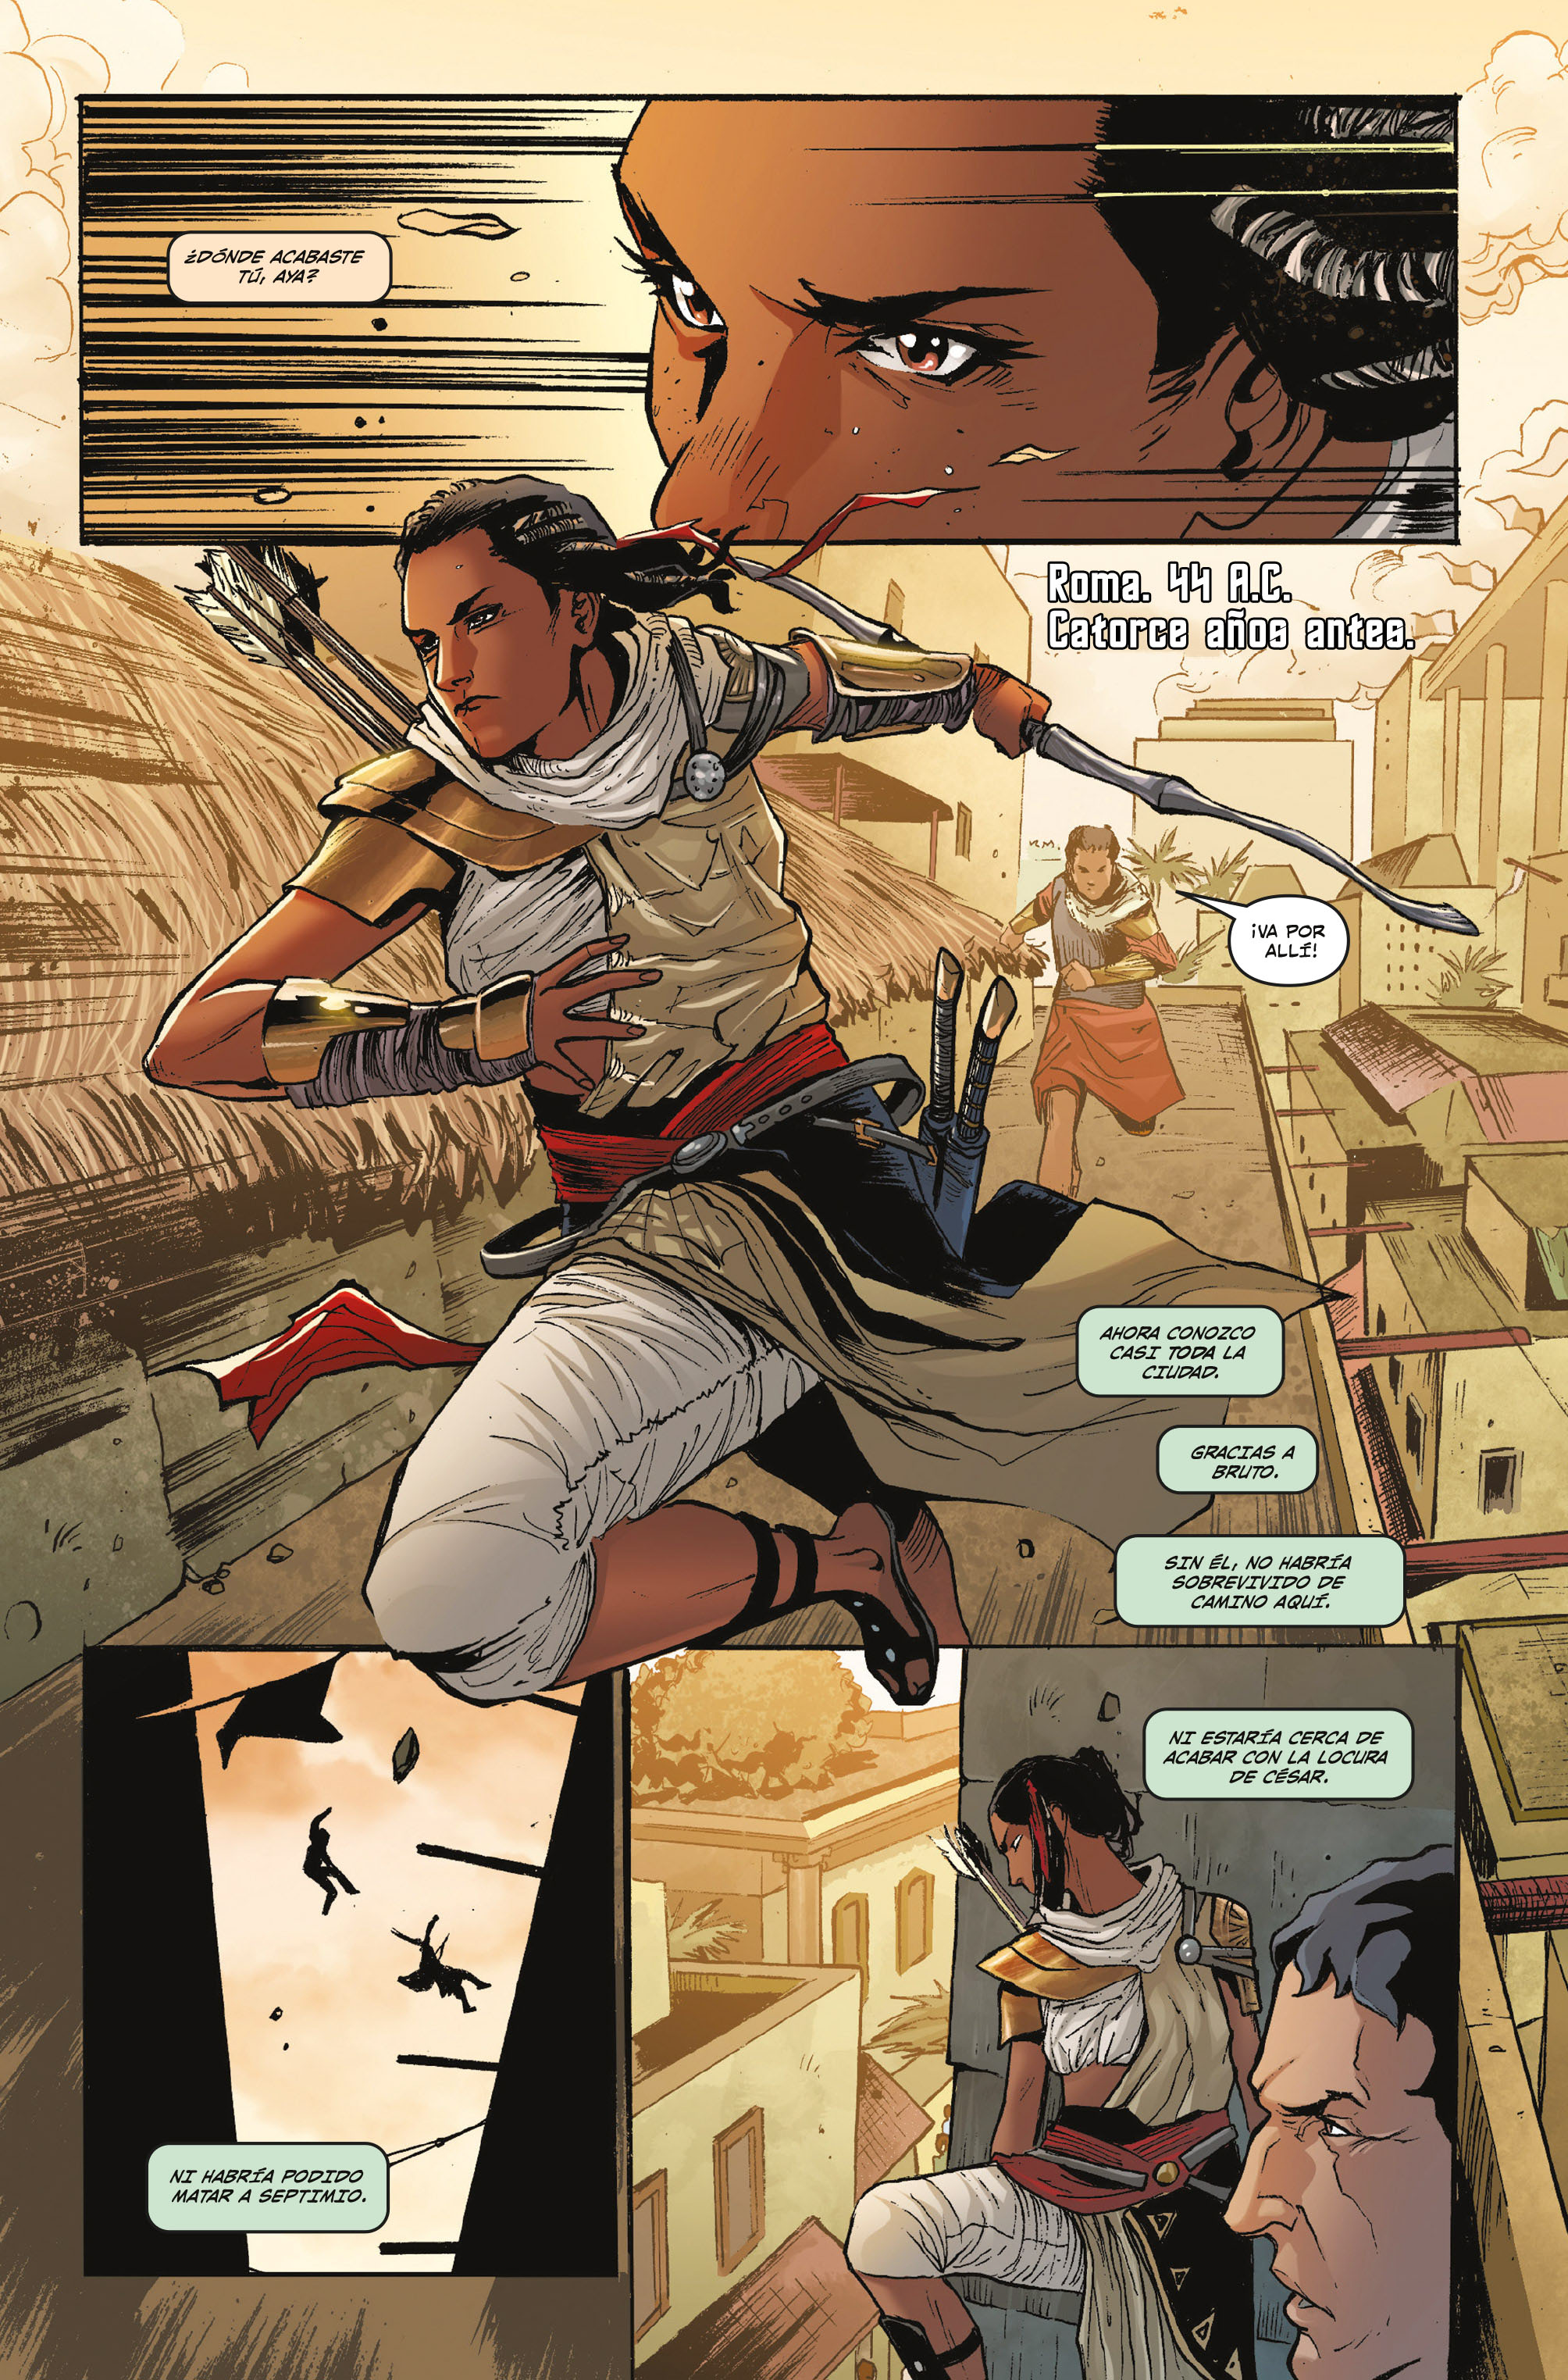 ¿DÓNDE ACABASTE
TÚ, AYA?
Roma. 44 A.C.
Catorce años antes.
R.M.
¡VA POR
ALLÍ!
AHORA CONOZCO
CASI TODA LA
CIUDAD.
GRACIAS A
BRUTO.
SIN ÉL, NO HABRÍA
SOBREVIVIDO DE
CAMINO AQUÍ.
NI HABRÍA PODIDO
MATAR A SEPTIMIO.
NI ESTARÍA CERCA DE
ACABAR CON LA LOCURA
DE CÉSAR.